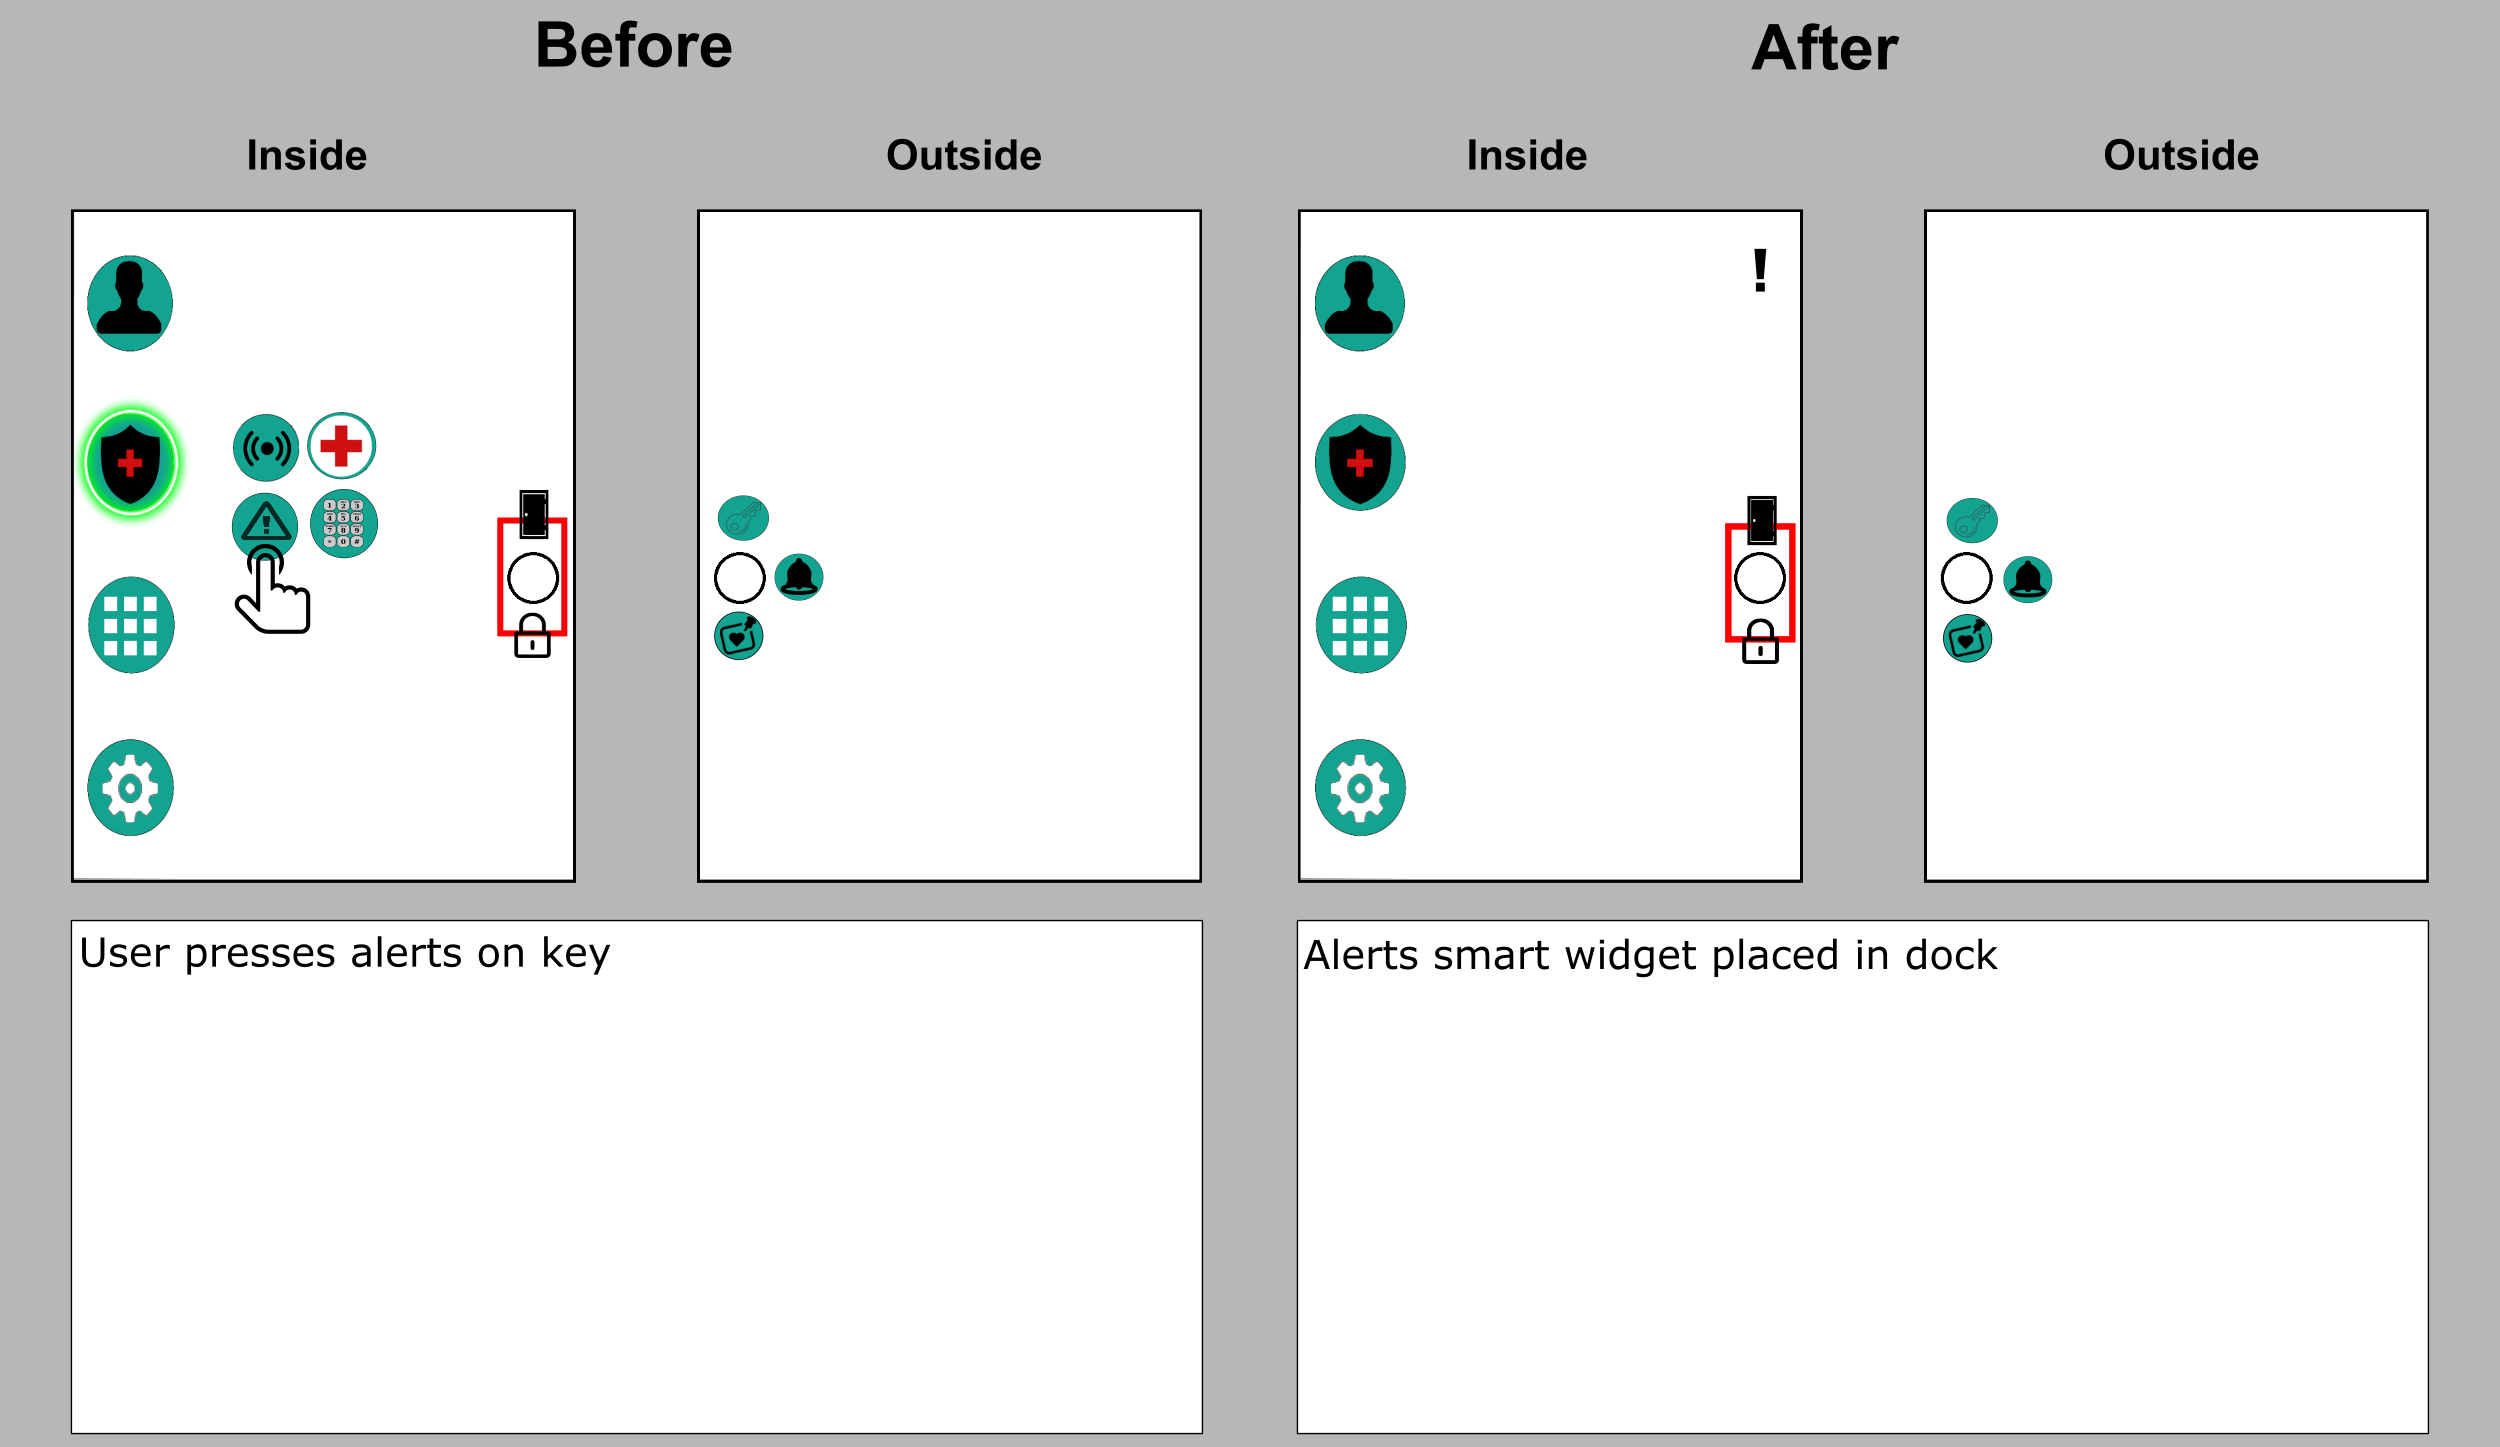 Before
After
Inside
Outside
Inside
Outside
!
1 2 3
4 5 6
7 8 9
* 0 #
User presses alerts on key
Alerts smart widget placed in dock